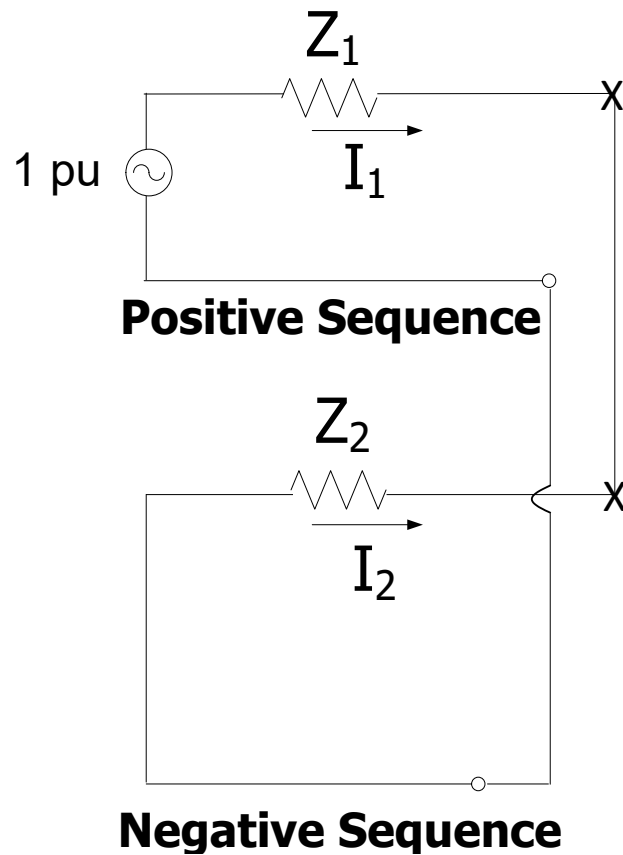 Z₁
X
1 pu
I₁
Positive Sequence
Z₂
X
I₂
Negative Sequence